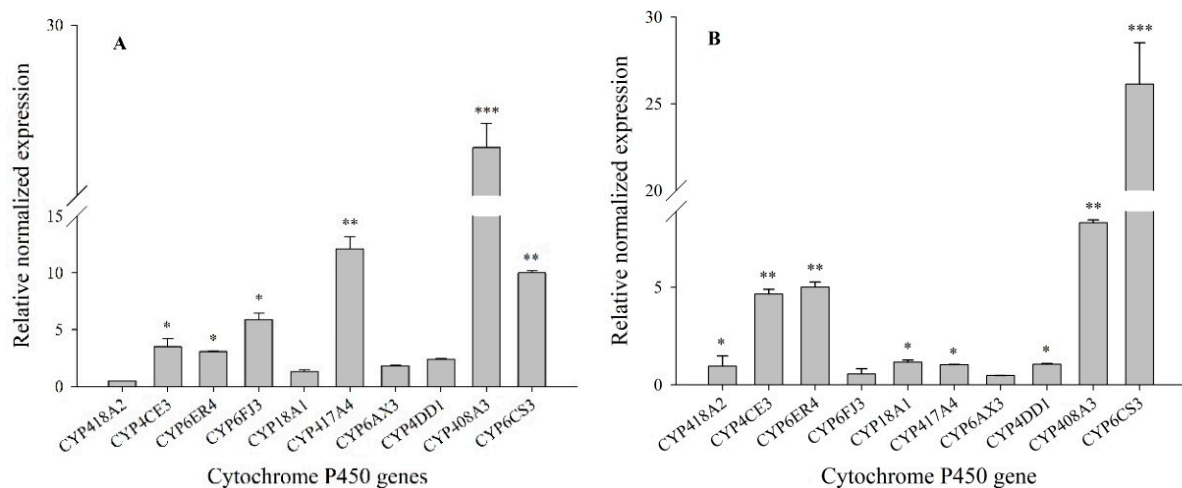 A
Relative normalized expression
30
15
10
5
0
*
*
*
**
***
**
CYP418A2
CYP4CE3
CYP6ER4
CYP6FJ3
CYP18A1
CYP417A4
CYP6AX3
CYP4DD1
CYP408A3
CYP6CS3
Cytochrome P450 genes
B
Relative normalized expression
30
25
20
5
0
*
**
**
*
*
*
**
***
CYP418A2
CYP4CE3
CYP6ER4
CYP6FJ3
CYP18A1
CYP417A4
CYP6AX3
CYP4DD1
CYP408A3
CYP6CS3
Cytochrome P450 gene